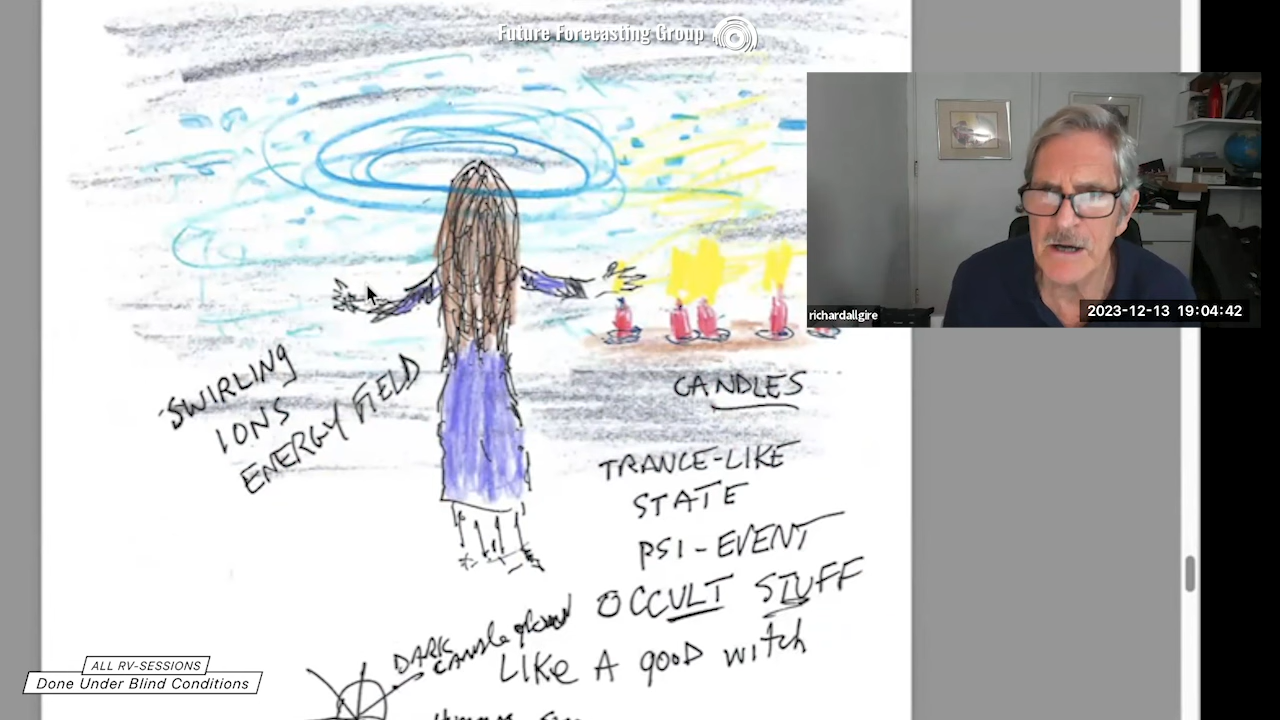 Future Forecasting Group
richardallgire
2023-12-13 19:04:42
SWIRLING
IONS
ENERGY FIELD
CANDLES
TRANCE-LIKE
STATE
PSI-EVENT
OCCULT STUFF
LIKE A gOOD witch
DARK
CANDLE
ALL RV-SESSIONS
Done Under Blind Conditions